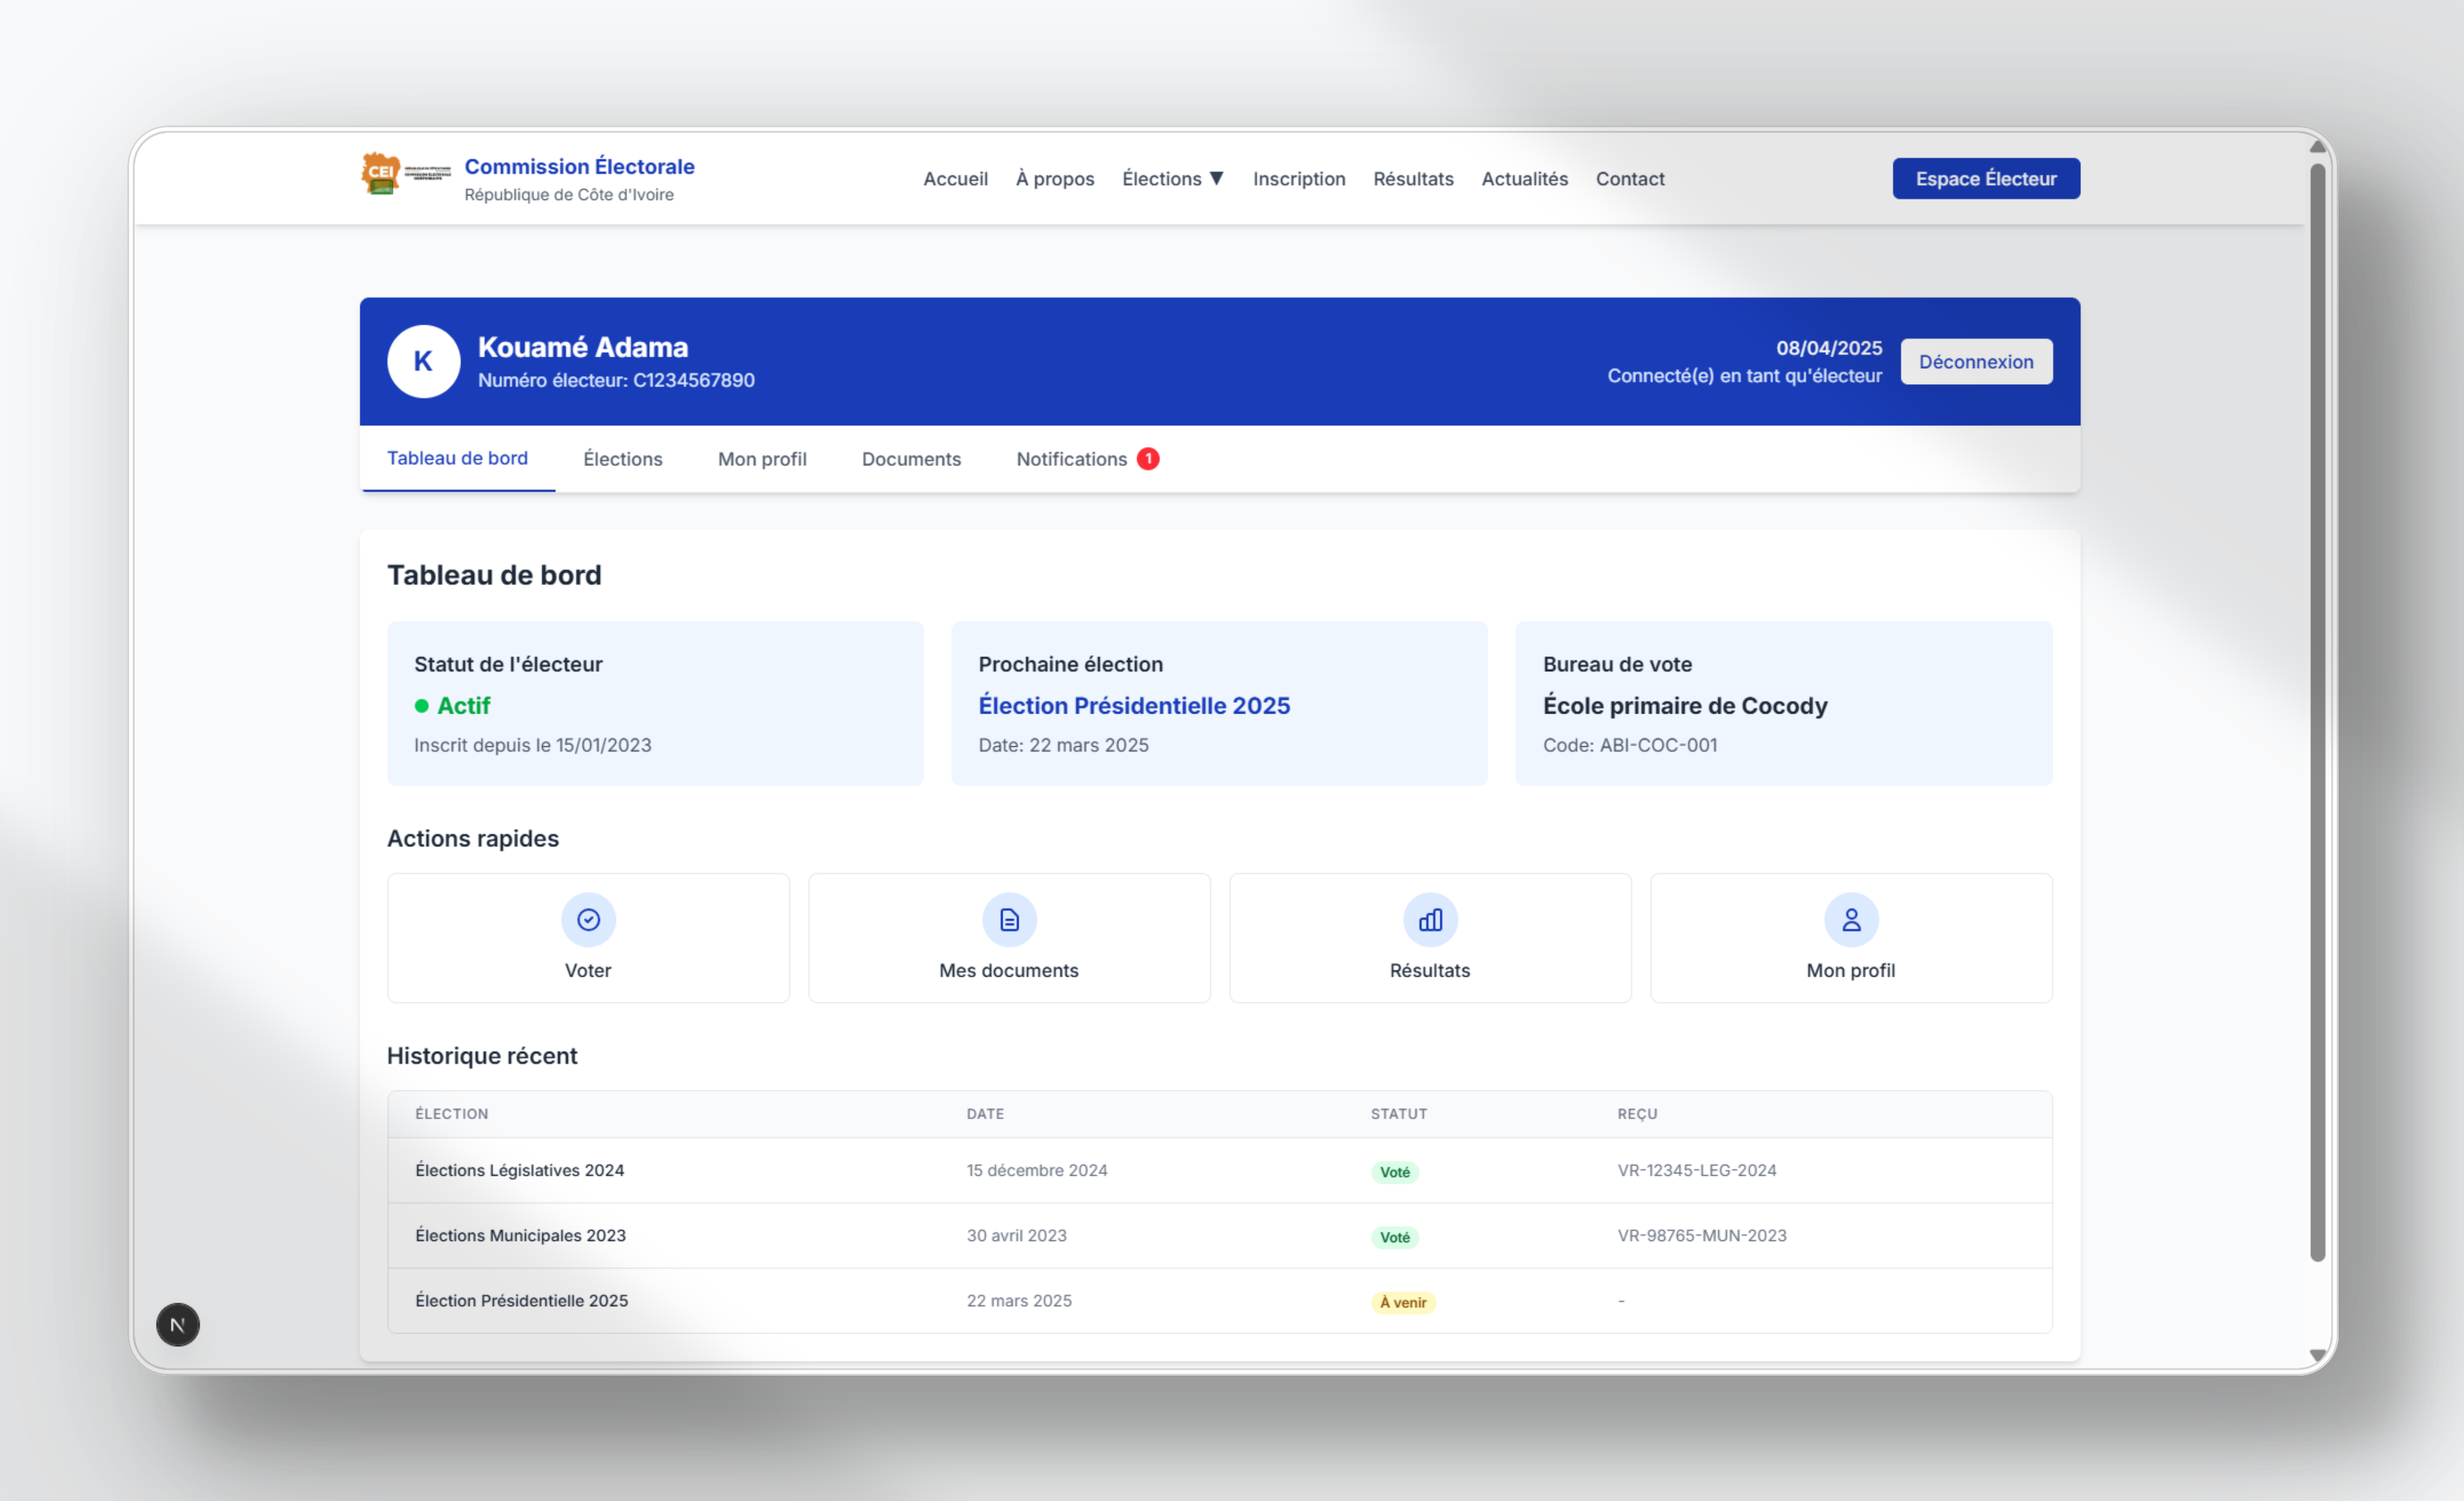 CEI
Commission Électorale
République de Côte d'Ivoire
Accueil À propos Élections ▼ Inscription Résultats Actualités Contact
Espace Électeur
K
Kouamé Adama
Numéro électeur: C1234567890
08/04/2025
Connecté(e) en tant qu'électeur
Déconnexion
Tableau de bord Élections Mon profil Documents Notifications 1
Tableau de bord
Statut de l'électeur
Actif
Inscrit depuis le 15/01/2023
Prochaine élection
Élection Présidentielle 2025
Date: 22 mars 2025
Bureau de vote
École primaire de Cocody
Code: ABI-COC-001
Actions rapides
Voter
Mes documents
Résultats
Mon profil
Historique récent
ÉLECTION DATE STATUT REÇU
Élections Législatives 2024 15 décembre 2024 Voté VR-12345-LEG-2024
Élections Municipales 2023 30 avril 2023 Voté VR-98765-MUN-2023
Élection Présidentielle 2025 22 mars 2025 À venir -
N